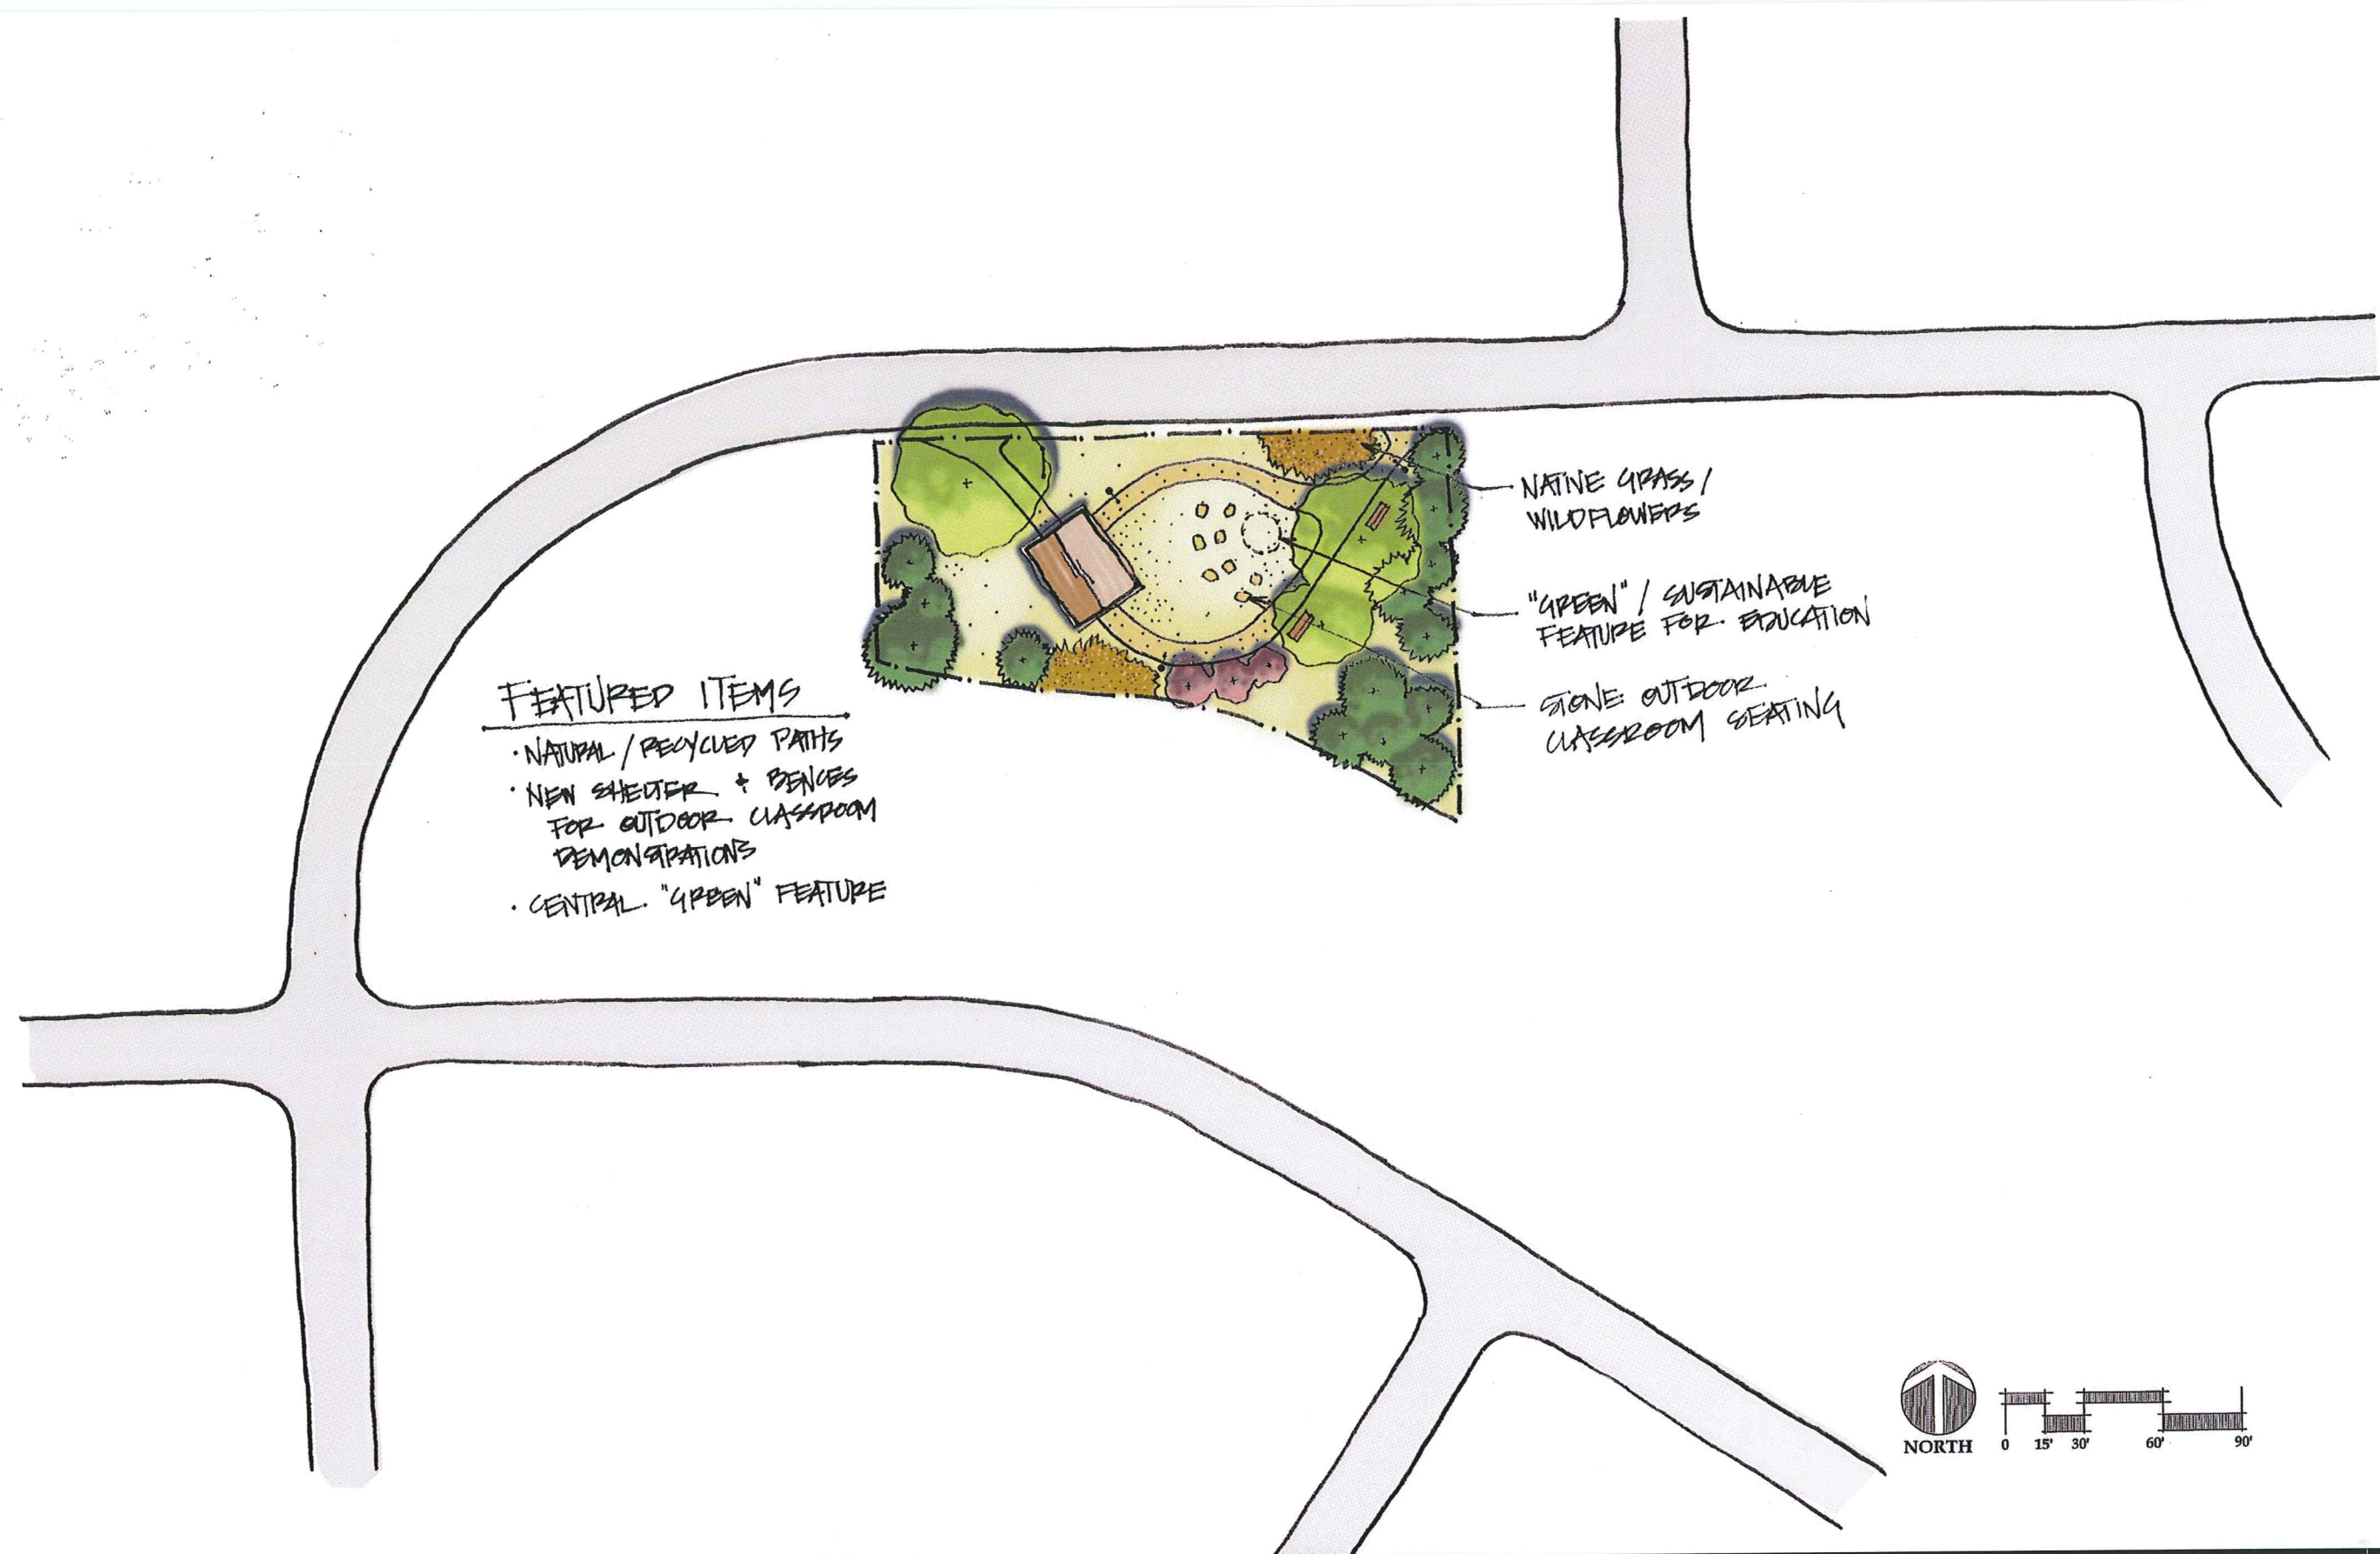 NATIVE GRASS /
WILDFLOWERS
"GREEN" / SUSTAINABLE
FEATURE FOR EDUCATION
STONE OUTDOOR
CLASSROOM SEATING
FEATURED ITEMS
· NATURAL / RECYCLED PATHS
· NEW SHELTER + BENCES
FOR OUTDOOR CLASSROOM
DEMONSTRATIONS
· CENTRAL "GREEN" FEATURE
NORTH 0 15' 30' 60' 90'